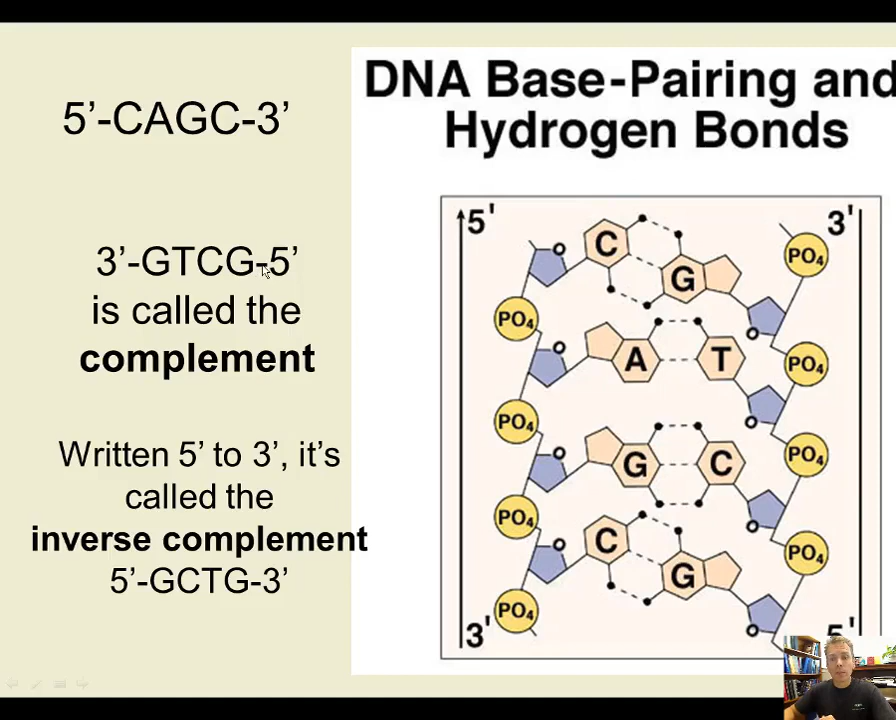 5’-CAGC-3’
3’-GTCG-5’
is called the
complement
Written 5’ to 3’, it’s
called the
inverse complement
5’-GCTG-3’
DNA Base-Pairing and
Hydrogen Bonds
5' 3'
C G
O PO₄
PO₄ O
A T
O PO₄
PO₄ O
G C
O PO₄
PO₄ O
C G
O PO₄
PO₄ O
3' 5'